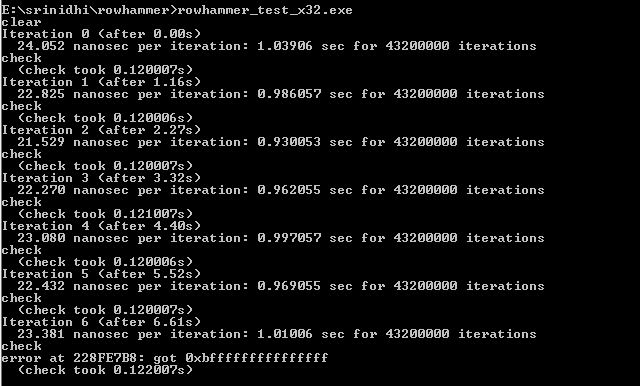 E:\srinidhi\rowhammer>rowhammer_test_x32.exe
clear
Iteration 0 (after 0.00s)
  24.052 nanosec per iteration: 1.03906 sec for 43200000 iterations
check
  (check took 0.120007s)
Iteration 1 (after 1.16s)
  22.825 nanosec per iteration: 0.986057 sec for 43200000 iterations
check
  (check took 0.120006s)
Iteration 2 (after 2.27s)
  21.529 nanosec per iteration: 0.930053 sec for 43200000 iterations
check
  (check took 0.120007s)
Iteration 3 (after 3.32s)
  22.270 nanosec per iteration: 0.962055 sec for 43200000 iterations
check
  (check took 0.121007s)
Iteration 4 (after 4.40s)
  23.080 nanosec per iteration: 0.997057 sec for 43200000 iterations
check
  (check took 0.120006s)
Iteration 5 (after 5.52s)
  22.432 nanosec per iteration: 0.969055 sec for 43200000 iterations
check
  (check took 0.120007s)
Iteration 6 (after 6.61s)
  23.381 nanosec per iteration: 1.01006 sec for 43200000 iterations
check
error at 228FE7B8: got 0xbfffffffffffffff
  (check took 0.122007s)